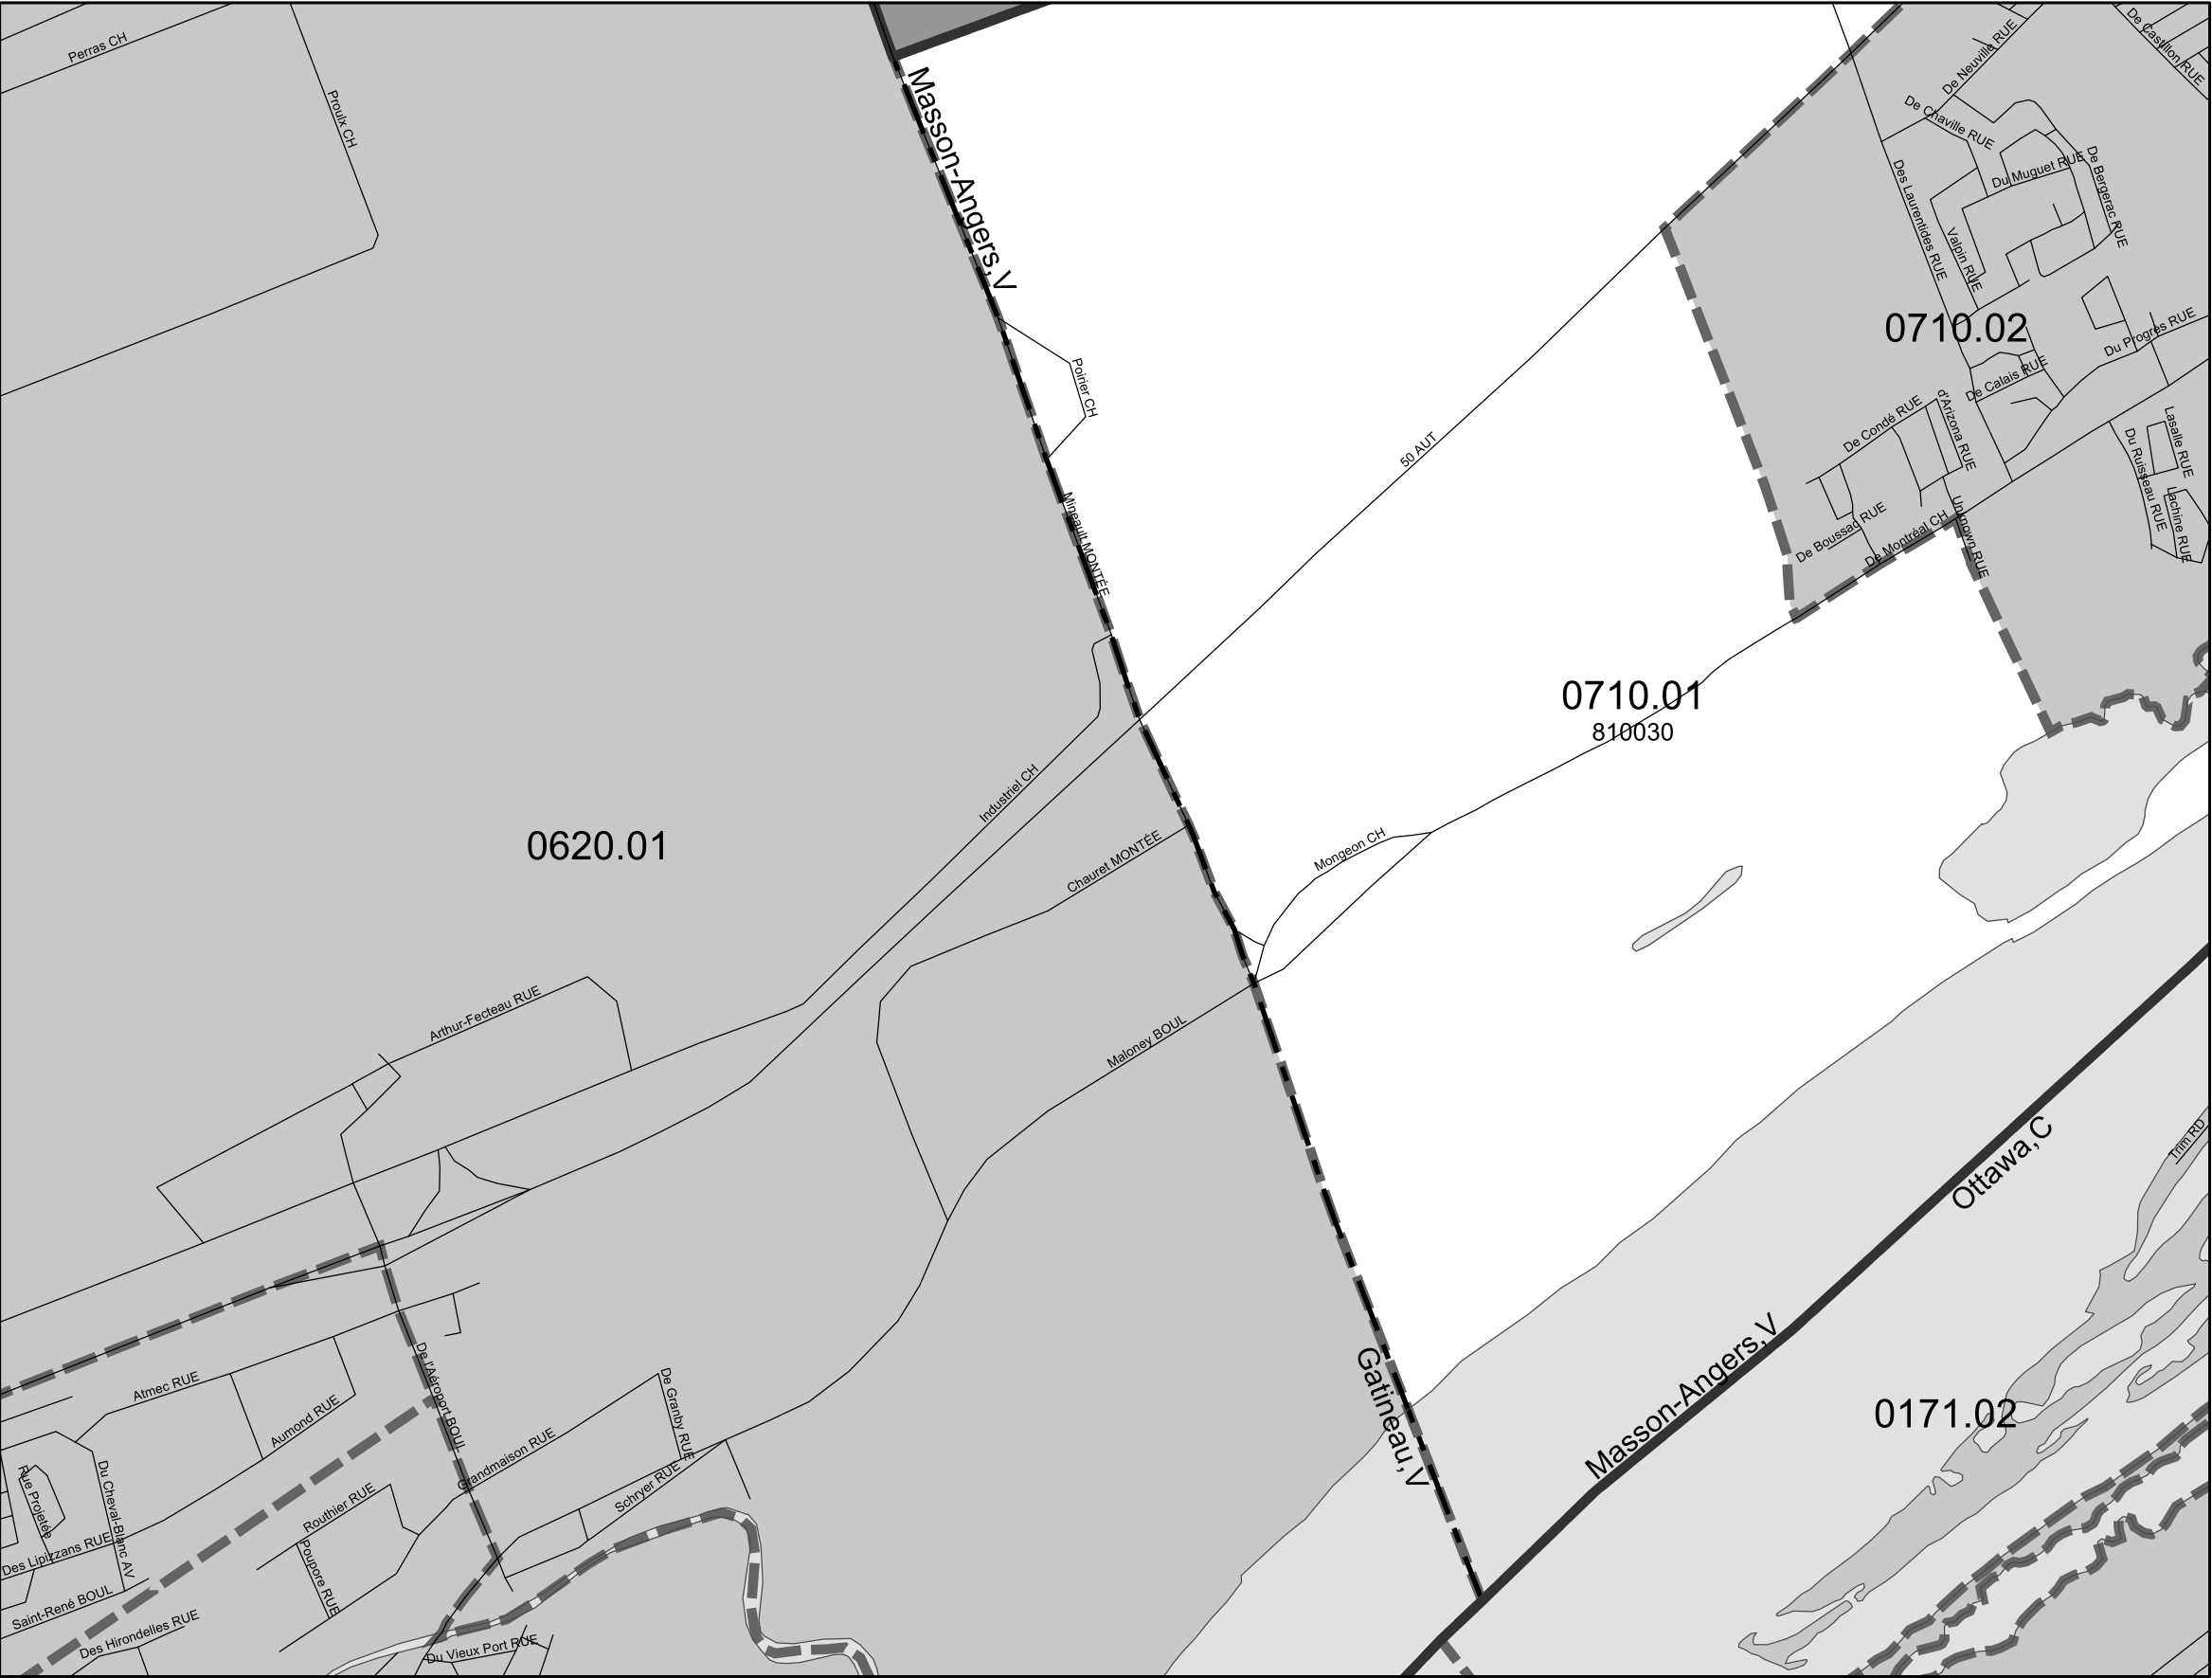 Perras CH
Proulx CH
Masson-Angers,V
De Neuville RUE
De Castillon RUE
De Chaville RUE
Du Muguet RUE
De Bergerac RUE
Des Laurentides RUE
Valpin RUE
0710.02
Du Progrès RUE
De Calais RUE
Poirier CH
De Condé RUE
d'Arizona RUE
Lasalle RUE
Du Ruisseau RUE
Lachine RUE
50 AUT
Mineault MONTÉE
De Boussac RUE
De Montréal CH
Unknown RUE
0710.01
810030
Industriel CH
0620.01
Chauret MONTÉE
Mongeon CH
Arthur-Fecteau RUE
Maloney BOUL
Ottawa,C
Trim RD
Masson-Angers,V
Gatineau,V
0171.02
De l'Aéroport BOUL
Atmec RUE
Aumond RUE
De Granby RUE
Grandmaison RUE
Schryer RUE
Rue Projetée
Du Cheval-Blanc AV
Routhier RUE
Poupore RUE
Des Lipizzans RUE
Saint-René BOUL
Des Hirondelles RUE
Du Vieux Port RUE